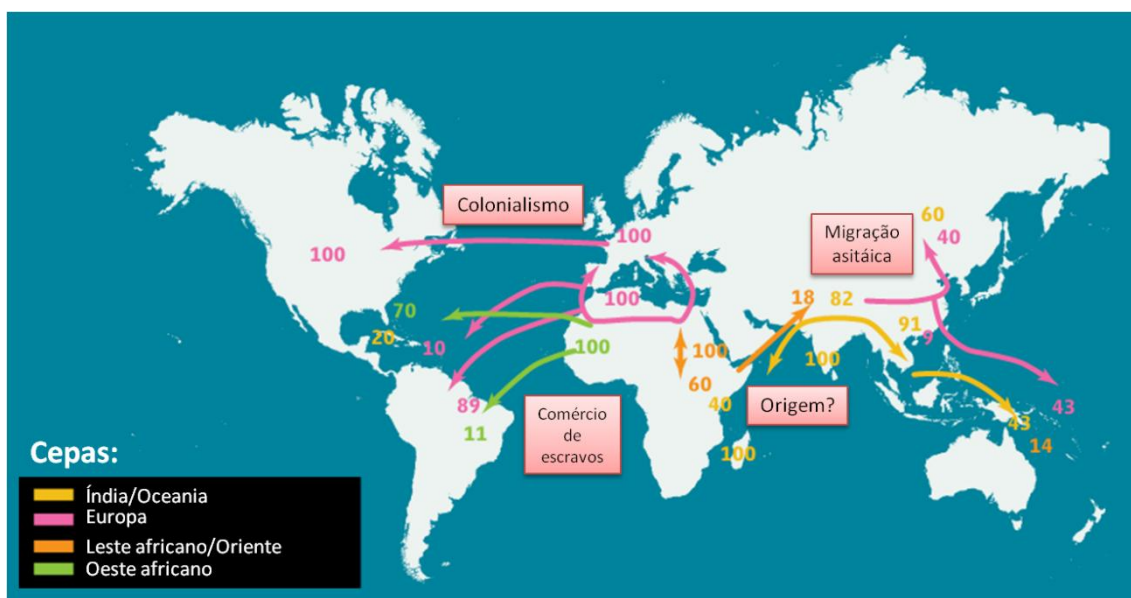 Colonialismo
100
100
60
40
Migração
asitáica
100
18
82
70
20
10
100
100
91
9
100
60
40
100
Origem?
89
11
Comércio
de
escravos
100
43
43
14
Cepas:
Índia/Oceania
Europa
Leste africano/Oriente
Oeste africano